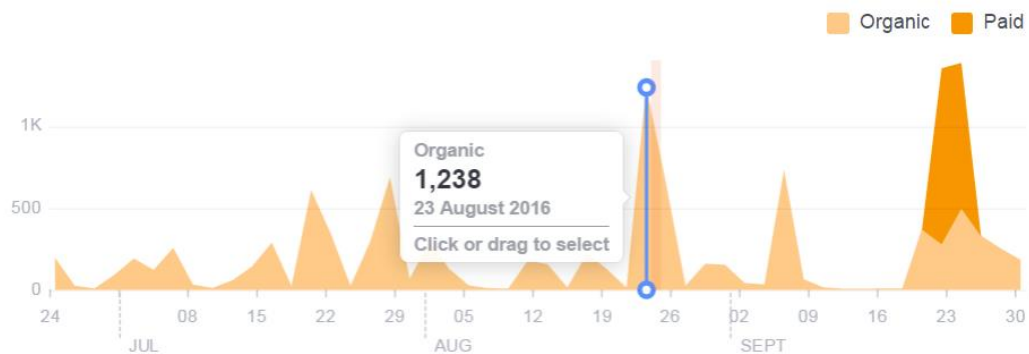 Organic Paid
1K
Organic
1,238
500
23 August 2016
Click or drag to select
0
24 08 15 22 29 05 12 19 26 02 09 16 23 30
JUL AUG SEPT